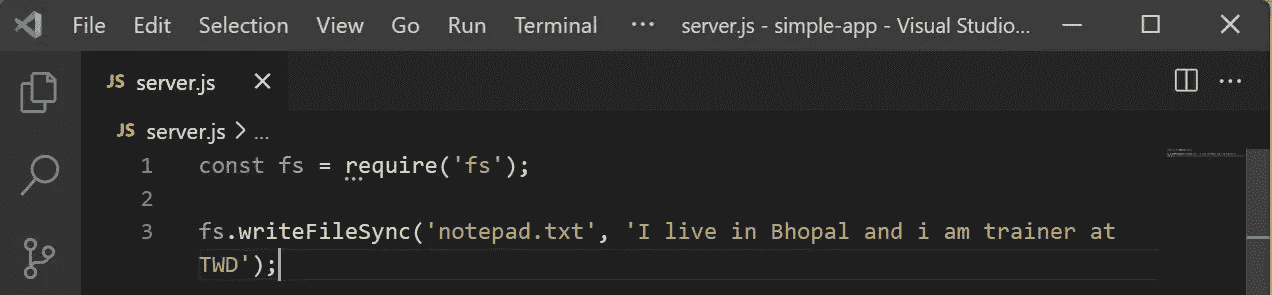 File Edit Selection View Go Run Terminal ··· server.js - simple-app - Visual Studio...
JS server.js
JS server.js > ...
1 const fs = require('fs');
2
3 fs.writeFileSync('notepad.txt', 'I live in Bhopal and i am trainer at
TWD');